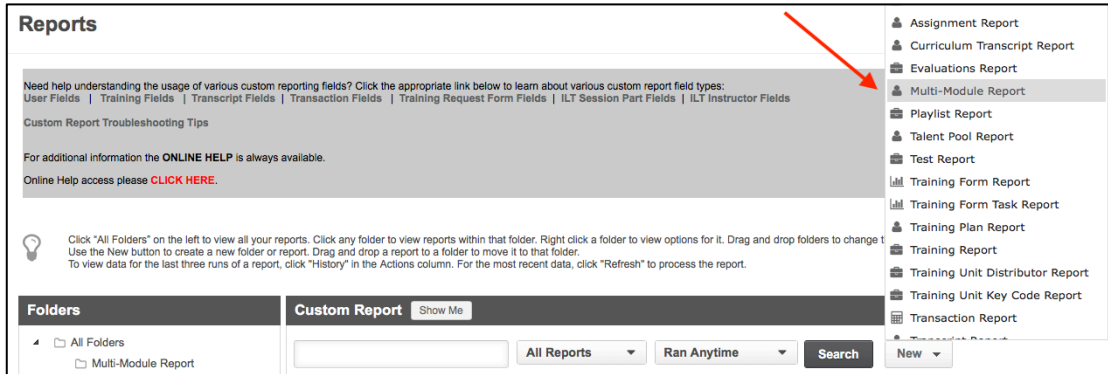 Reports
Need help understanding the usage of various custom reporting fields? Click the appropriate link below to learn about various custom report field types:
User Fields | Training Fields | Transcript Fields | Transaction Fields | Training Request Form Fields | ILT Session Part Fields | ILT Instructor Fields
Custom Report Troubleshooting Tips
For additional information the ONLINE HELP is always available.
Online Help access please CLICK HERE.
Click "All Folders" on the left to view all your reports. Click any folder to view reports within that folder. Right click a folder to view options for it. Drag and drop folders to change
Use the New button to create a new folder or report. Drag and drop a report to a folder to move it to that folder.
To view data for the last three runs of a report, click "History" in the Actions column. For the most recent data, click "Refresh" to process the report.
Assignment Report
Curriculum Transcript Report
Evaluations Report
Multi-Module Report
Playlist Report
Talent Pool Report
Test Report
Training Form Report
Training Form Task Report
Training Plan Report
Training Report
Training Unit Distributor Report
Training Unit Key Code Report
Transaction Report
Transcript Report
Folders
All Folders
Multi-Module Report
Custom Report Show Me
All Reports Ran Anytime Search New